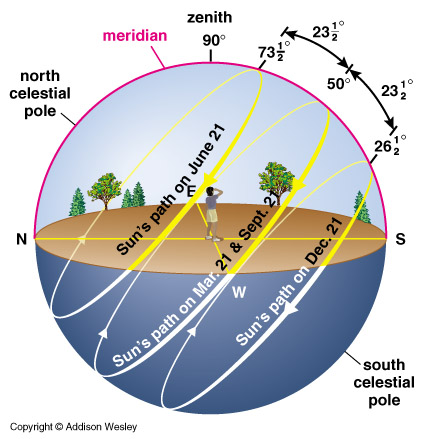 zenith
meridian
90°
73½°
23½°
50°
23½°
26½°
north
celestial
pole
Sun's path on June 21
E
N
S
Sun's path on Mar. 21 & Sept. 21
W
Sun's path on Dec. 21
south
celestial
pole
Copyright © Addison Wesley